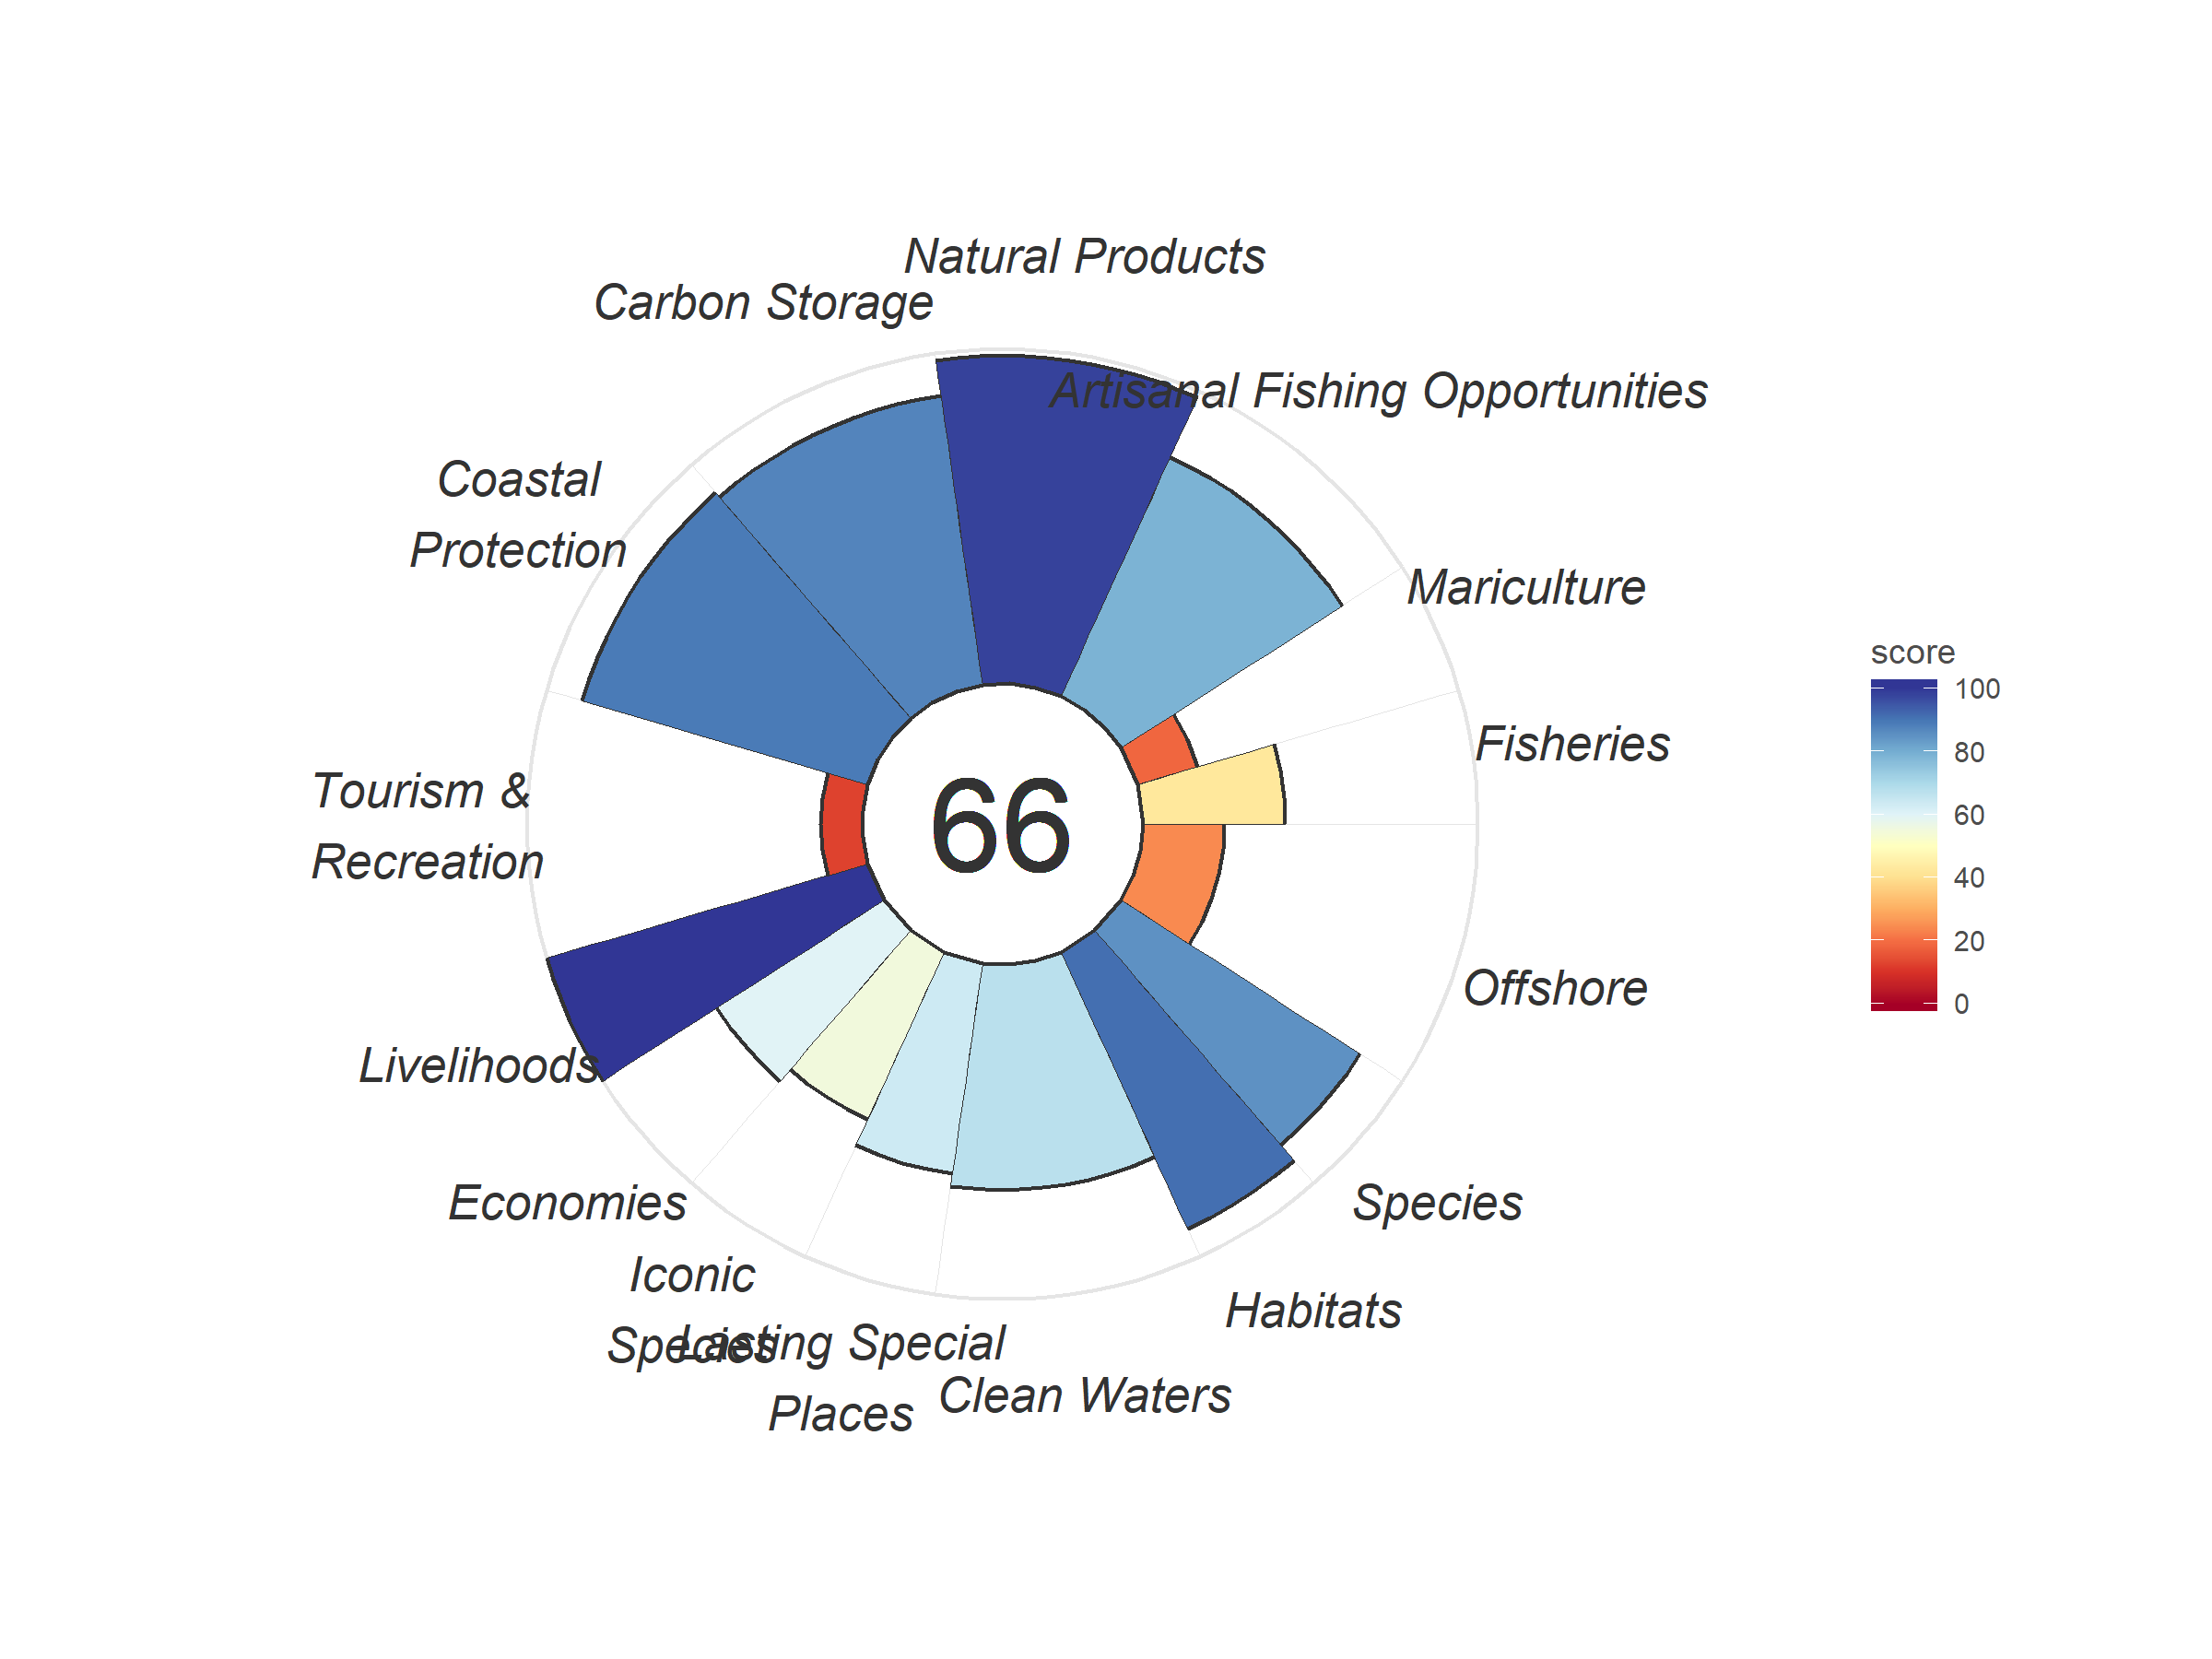 Natural Products
Carbon Storage
Artisanal Fishing Opportunities
Coastal
Protection
Mariculture
score
100
80
60
40
20
0
Fisheries
Tourism &
Recreation
66
Offshore
Livelihoods
Species
Economies
Iconic
Species
Habitats
Lasting Special
Places
Clean Waters